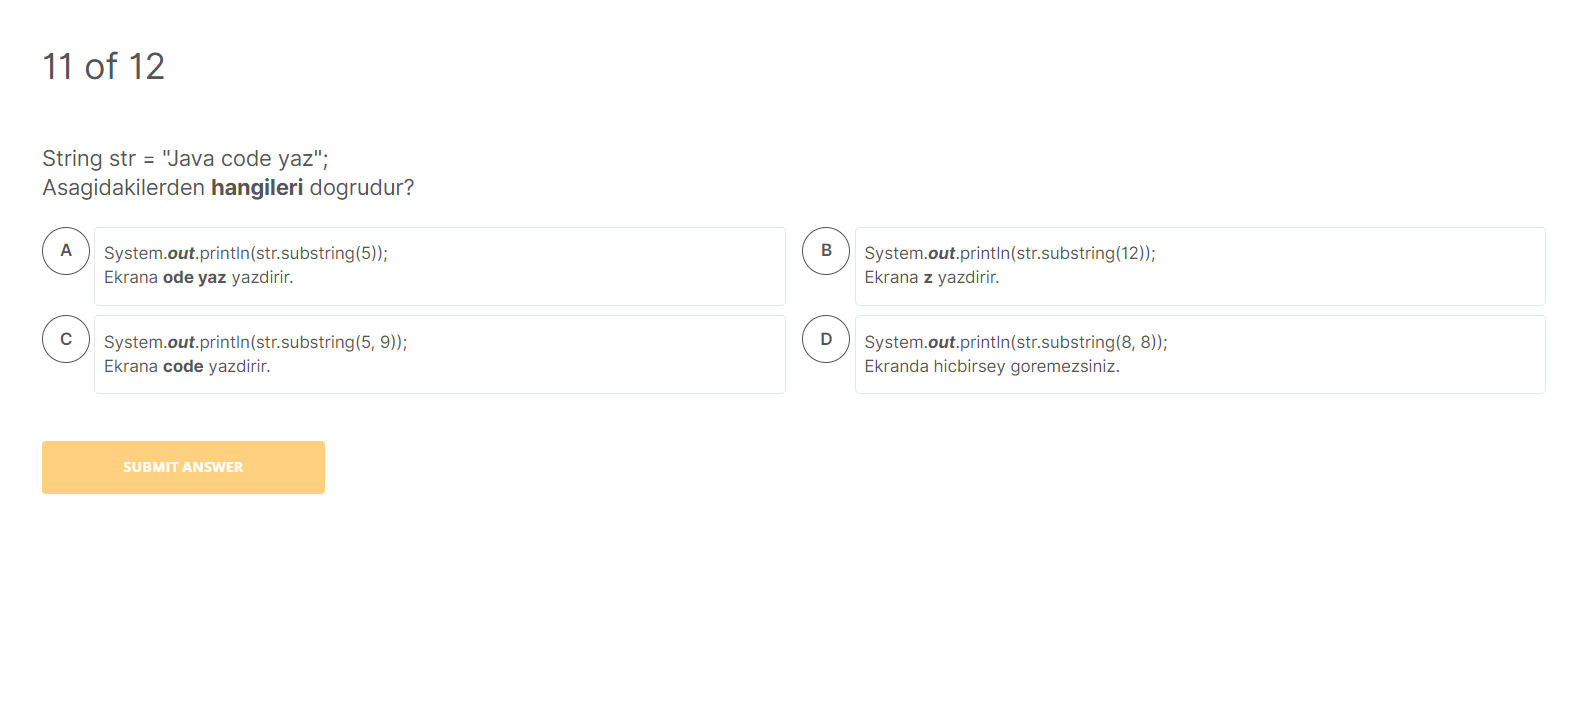 11 of 12
String str = "Java code yaz";
Asagidakilerden hangileri dogrudur?
A
System.out.println(str.substring(5));
Ekrana ode yaz yazdirir.
B
System.out.println(str.substring(12));
Ekrana z yazdirir.
C
System.out.println(str.substring(5, 9));
Ekrana code yazdirir.
D
System.out.println(str.substring(8, 8));
Ekranda hicbirsey goremezsiniz.
SUBMIT ANSWER